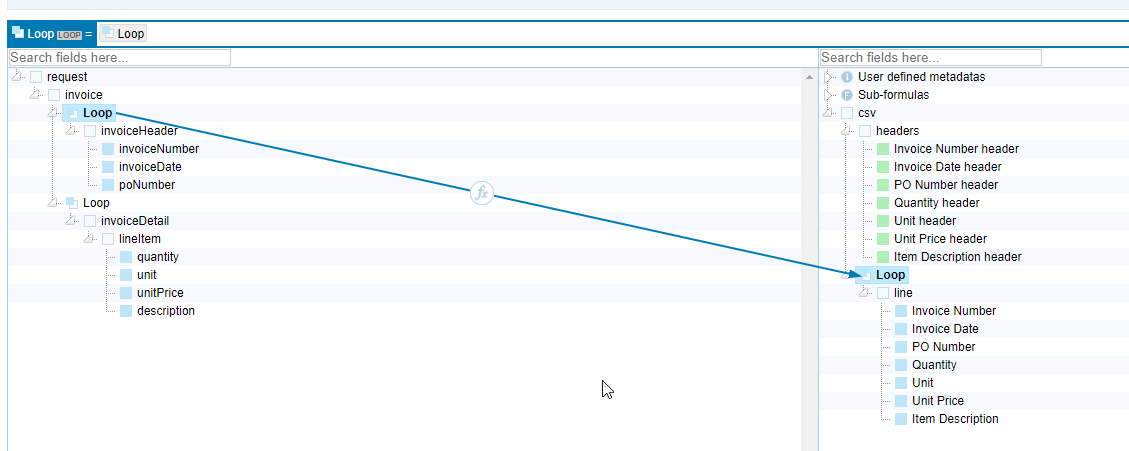 Loop LOOP = Loop
Search fields here...
request
invoice
Loop
invoiceHeader
invoiceNumber
invoiceDate
poNumber
Loop
invoiceDetail
lineItem
quantity
unit
unitPrice
description
fx
Search fields here...
I User defined metadatas
F Sub-formulas
csv
headers
Invoice Number header
Invoice Date header
PO Number header
Quantity header
Unit header
Unit Price header
Item Description header
Loop
line
Invoice Number
Invoice Date
PO Number
Quantity
Unit
Unit Price
Item Description